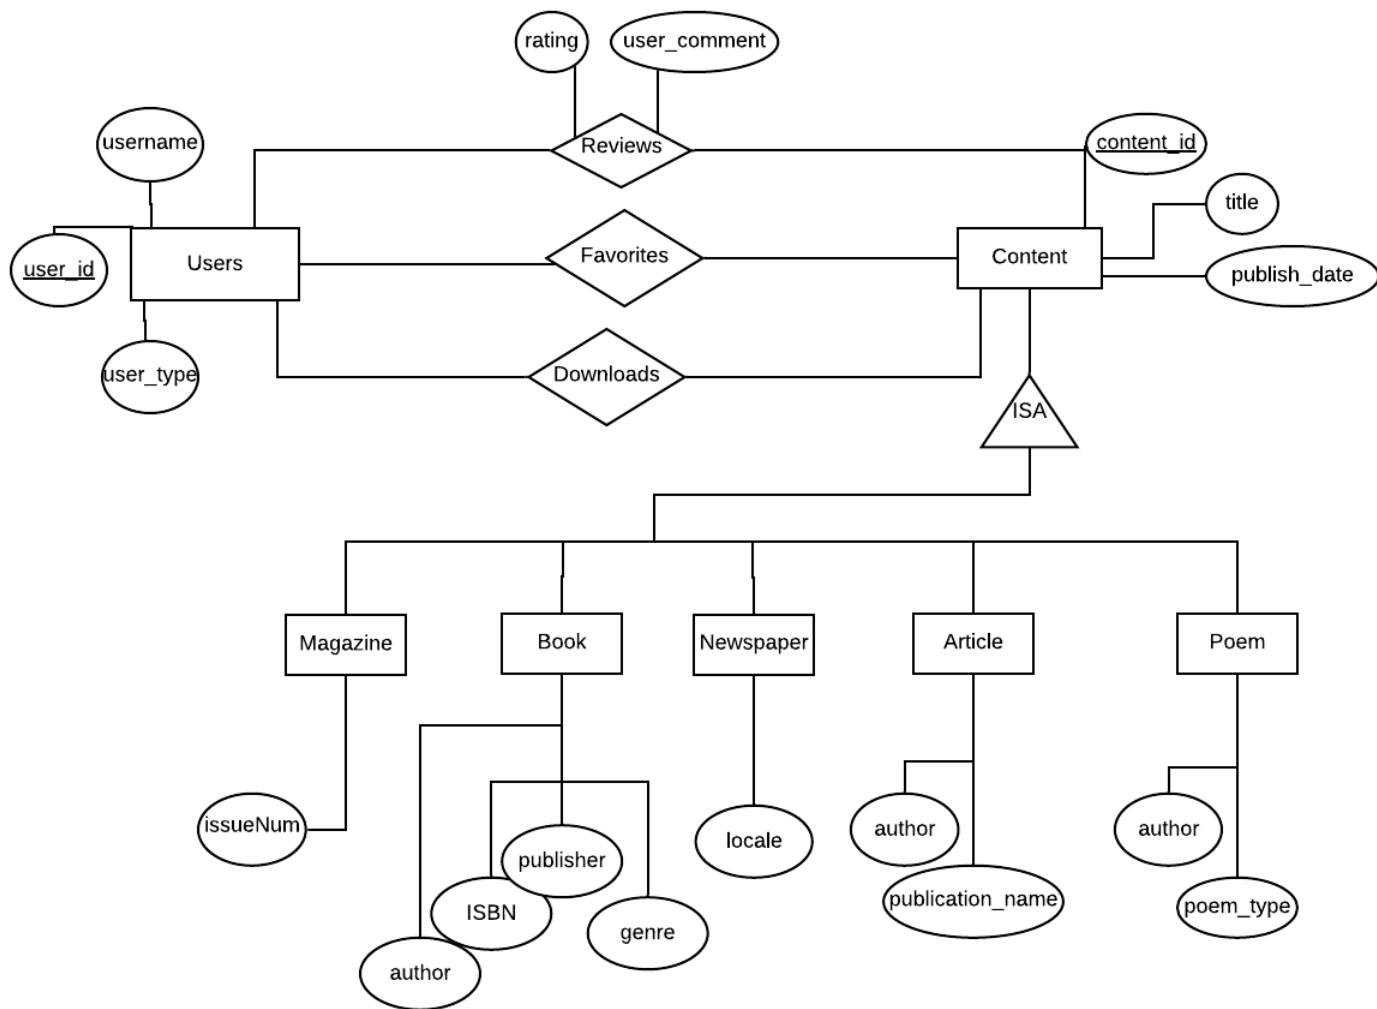 rating
user_comment
username
Reviews
content_id
title
user_id
Users
Favorites
Content
publish_date
user_type
Downloads
ISA
Magazine
Book
Newspaper
Article
Poem
issueNum
publisher
locale
author
author
ISBN
genre
publication_name
poem_type
author